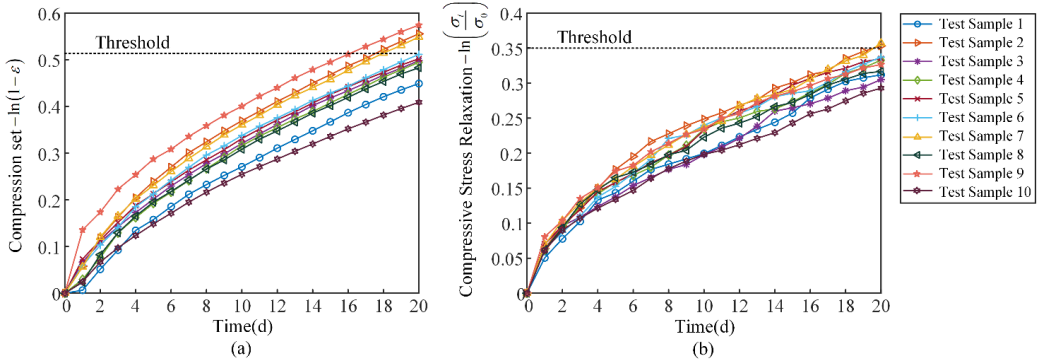 (a)
Compression set −ln(1−ε)
Threshold
0.6
0.5
0.4
0.3
0.2
0.1
0
0 2 4 6 8 10 12 14 16 18 20
Time(d)
(a)
Compressive Stress Relaxation −ln(σt/σ0)
Threshold
0.4
0.35
0.3
0.25
0.2
0.15
0.1
0.05
0
0 2 4 6 8 10 12 14 16 18 20
Time(d)
(b)
Test Sample 1
Test Sample 2
Test Sample 3
Test Sample 4
Test Sample 5
Test Sample 6
Test Sample 7
Test Sample 8
Test Sample 9
Test Sample 10